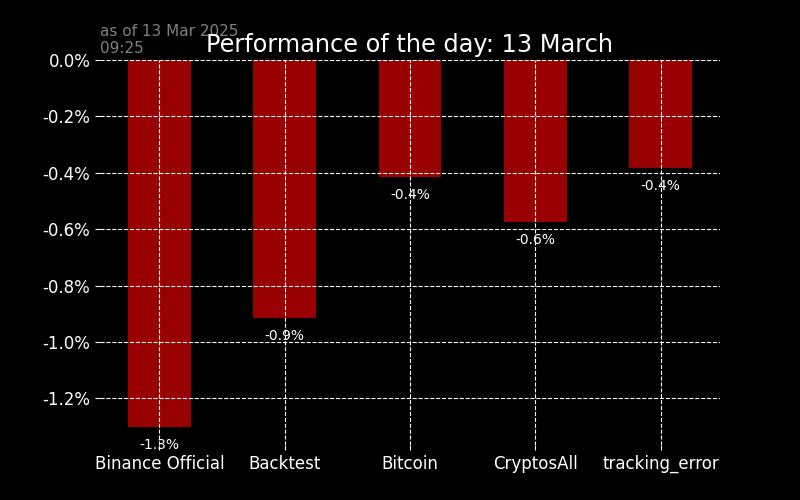 as of 13 Mar 2025
09:25
Performance of the day: 13 March
0.0%
-0.2%
-0.4%
-0.6%
-0.8%
-1.0%
-1.2%
-1.3%
-0.9%
-0.4%
-0.6%
-0.4%
Binance Official
Backtest
Bitcoin
CryptosAll
tracking_error